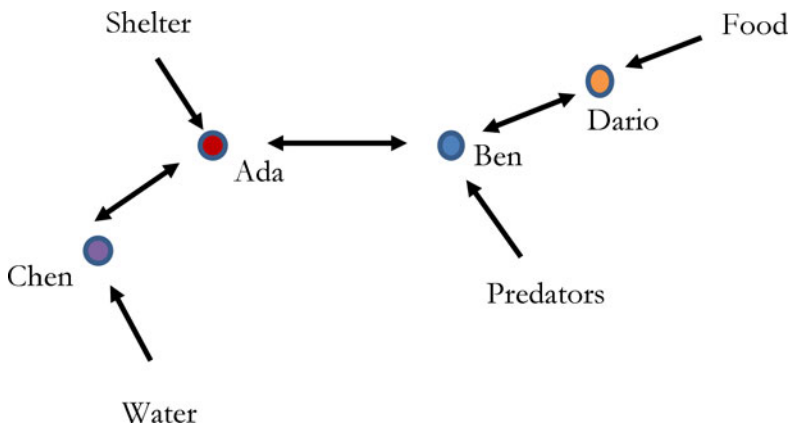 Shelter
Food
Dario
Ben
Ada
Chen
Predators
Water